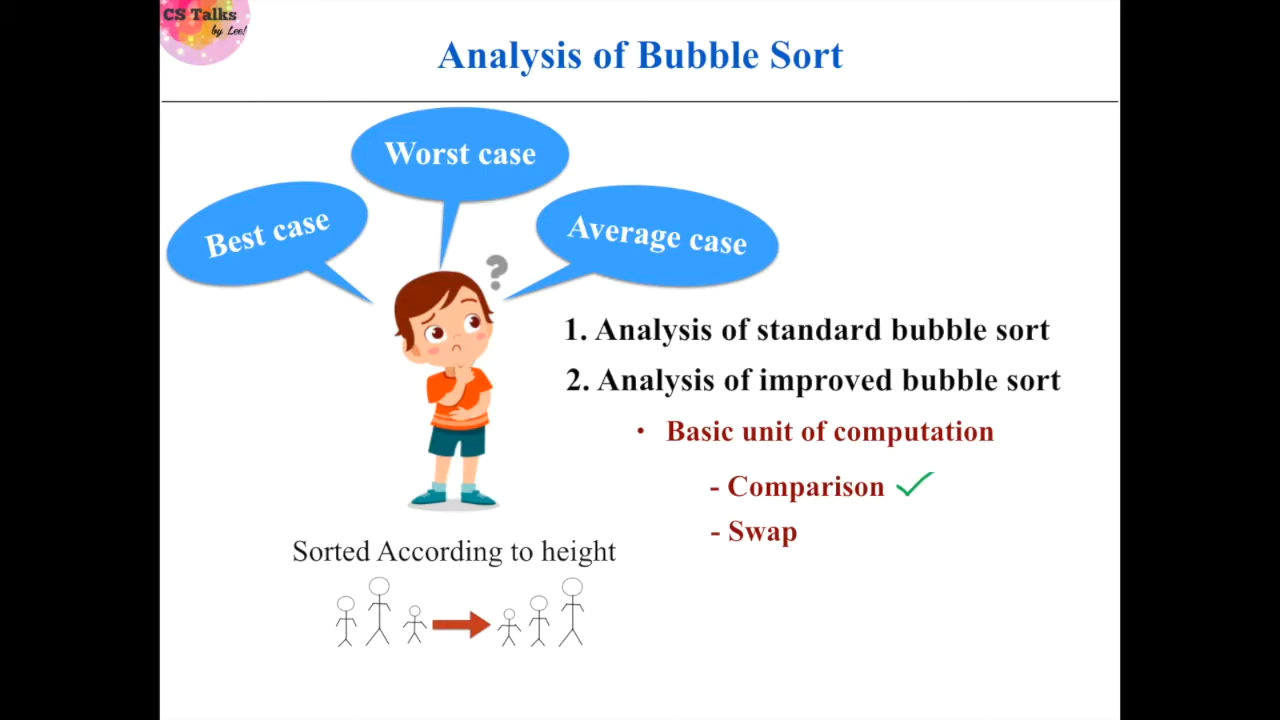 CS Talks
by Lee!
Analysis of Bubble Sort
Worst case
Best case
Average case
?
1. Analysis of standard bubble sort
2. Analysis of improved bubble sort
• Basic unit of computation
- Comparison ✓
- Swap
Sorted According to height